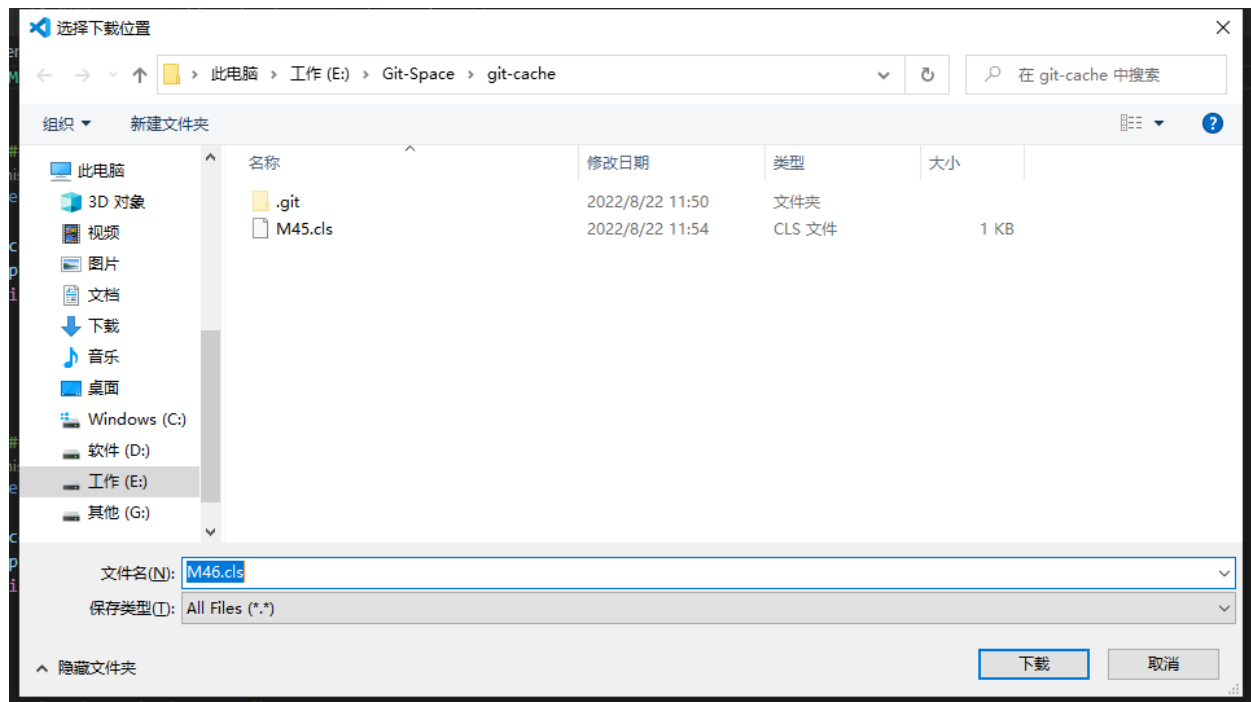 选择下载位置
此电脑 › 工作 (E:) › Git-Space › git-cache
在 git-cache 中搜索
组织 新建文件夹
名称 修改日期 类型 大小
.git 2022/8/22 11:50 文件夹
M45.cls 2022/8/22 11:54 CLS 文件 1 KB
此电脑
3D 对象
视频
图片
文档
下载
音乐
桌面
Windows (C:)
软件 (D:)
工作 (E:)
其他 (G:)
文件名(N): M46.cls
保存类型(T): All Files (*.*)
隐藏文件夹
下载 取消